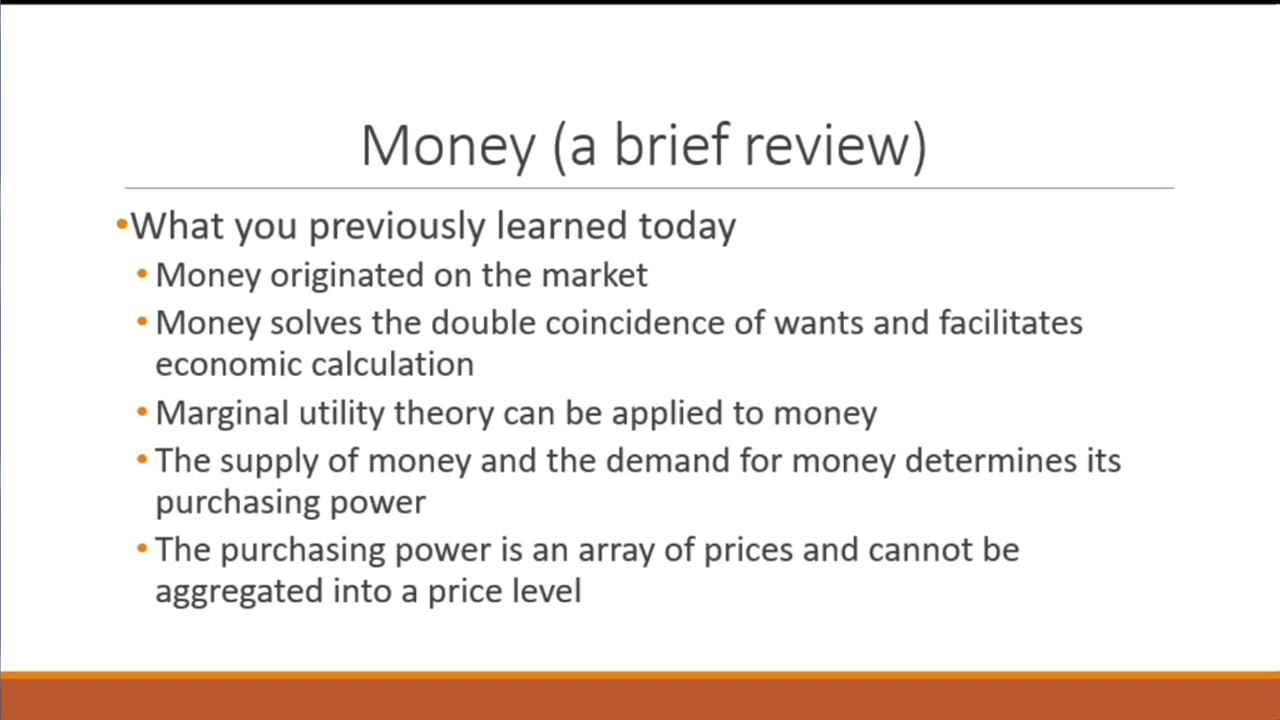 Money (a brief review)
•What you previously learned today
• Money originated on the market
• Money solves the double coincidence of wants and facilitates
economic calculation
• Marginal utility theory can be applied to money
• The supply of money and the demand for money determines its
purchasing power
• The purchasing power is an array of prices and cannot be
aggregated into a price level